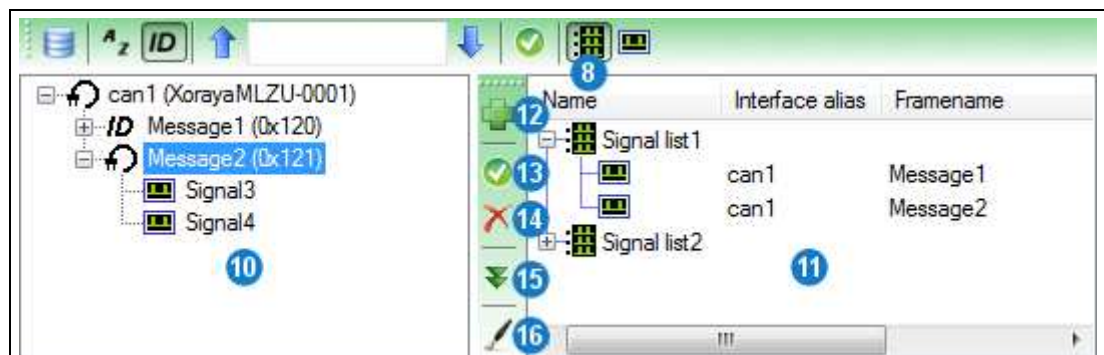 AZ ID
8
can1 (XorayaMLZU-0001)
ID Message1 (0x120)
Message2 (0x121)
Signal3
Signal4
10
12
13
14
15
16
Name Interface alias Framename
Signal list1
can1 Message1
can1 Message2
Signal list2
11